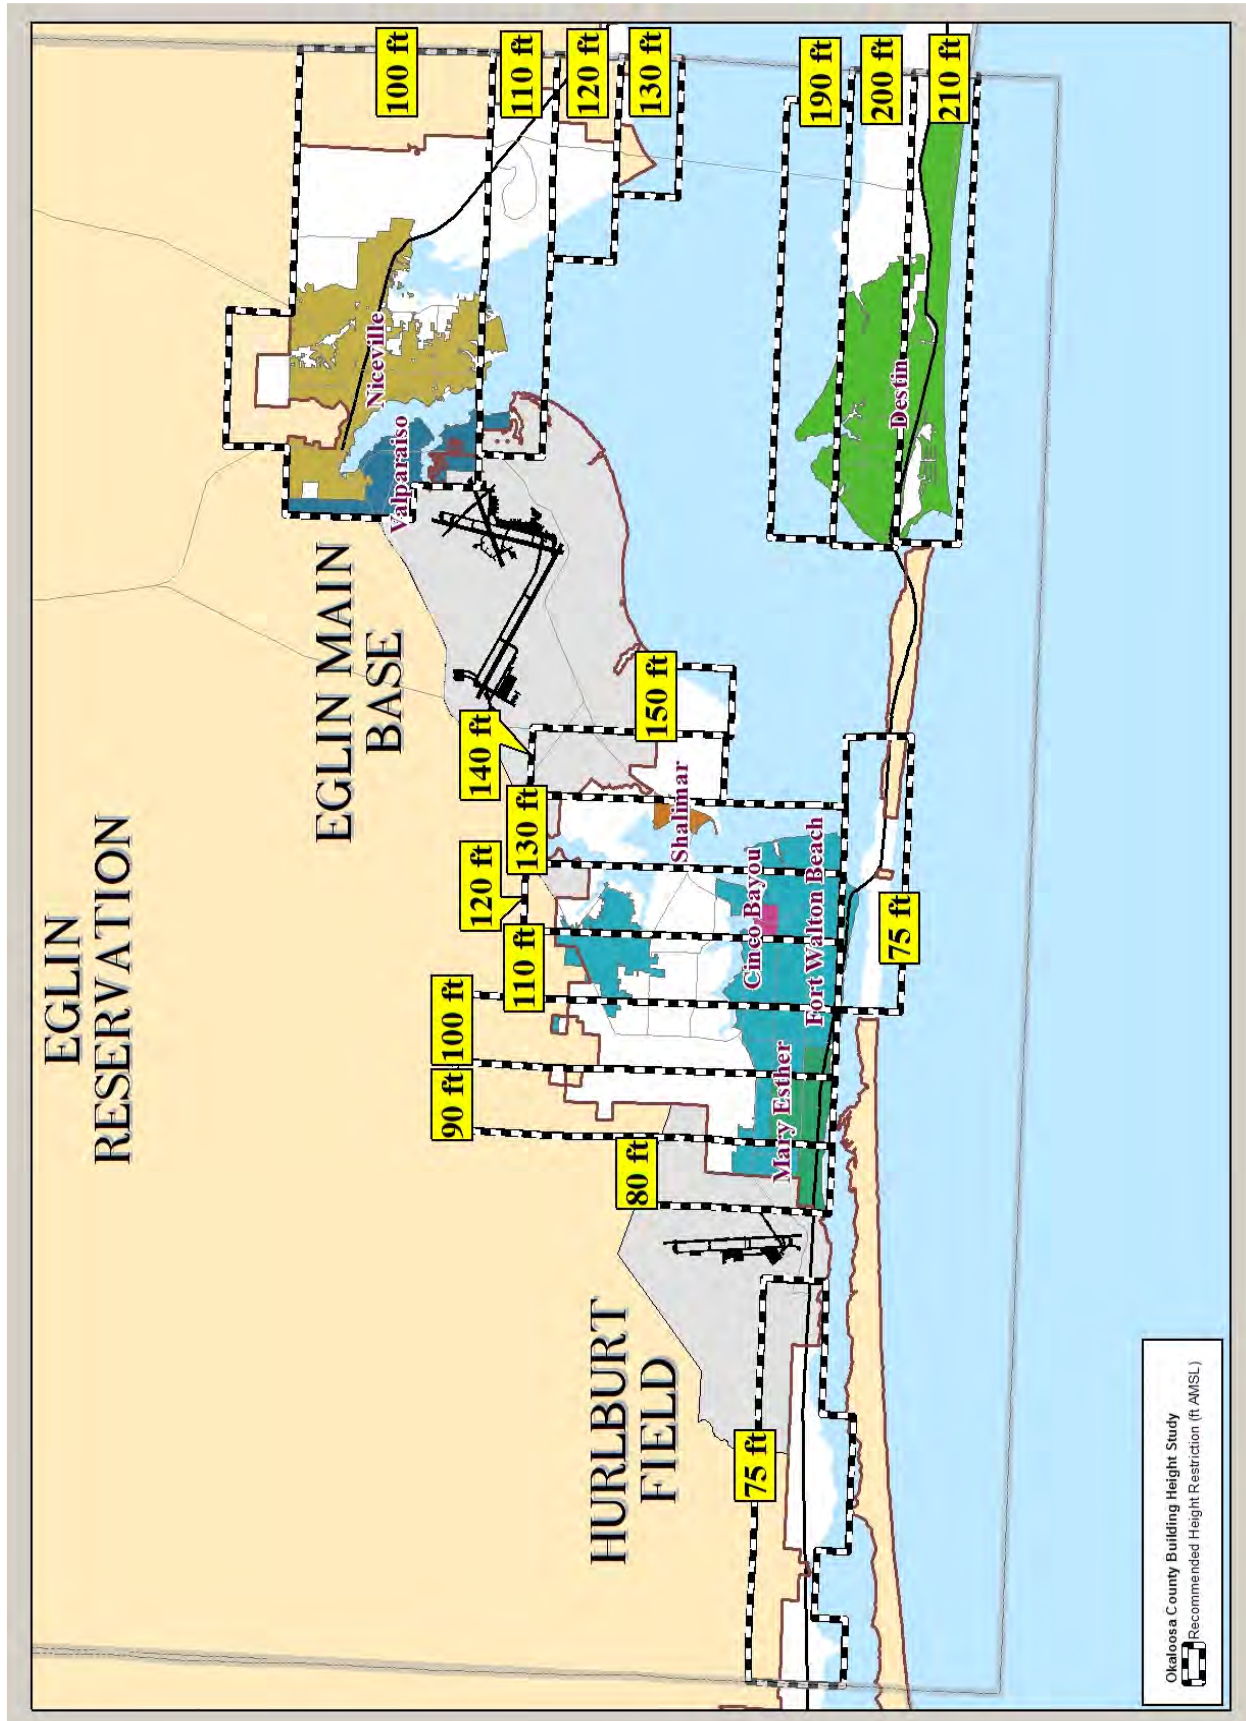 EGLIN
RESERVATION
EGLIN MAIN
BASE
Niceville
100 ft
Valparaiso
90 ft
100 ft
120 ft
140 ft
110 ft
130 ft
110 ft
120 ft
HURLBURT
FIELD
80 ft
150 ft
130 ft
Shalimar
75 ft
Cinco Bayou
Mary Esther
Fort Walton Beach
190 ft
200 ft
75 ft
Destin
210 ft
Okaloosa County Building Height Study
Recommended Height Restriction (ft AMSL)